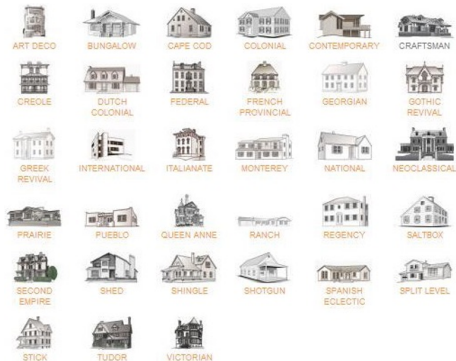 ART DECO
BUNGALOW
CAPE COD
COLONIAL
CONTEMPORARY
CRAFTSMAN
CREOLE
DUTCH
COLONIAL
FEDERAL
FRENCH
PROVINCIAL
GEORGIAN
GOTHIC
REVIVAL
GREEK
REVIVAL
INTERNATIONAL
ITALIANATE
MONTEREY
NATIONAL
NEOCLASSICAL
PRAIRIE
PUEBLO
QUEEN ANNE
RANCH
REGENCY
SALTBOX
SECOND
EMPIRE
SHED
SHINGLE
SHOTGUN
SPANISH
ECLECTIC
SPLIT LEVEL
STICK
TUDOR
VICTORIAN